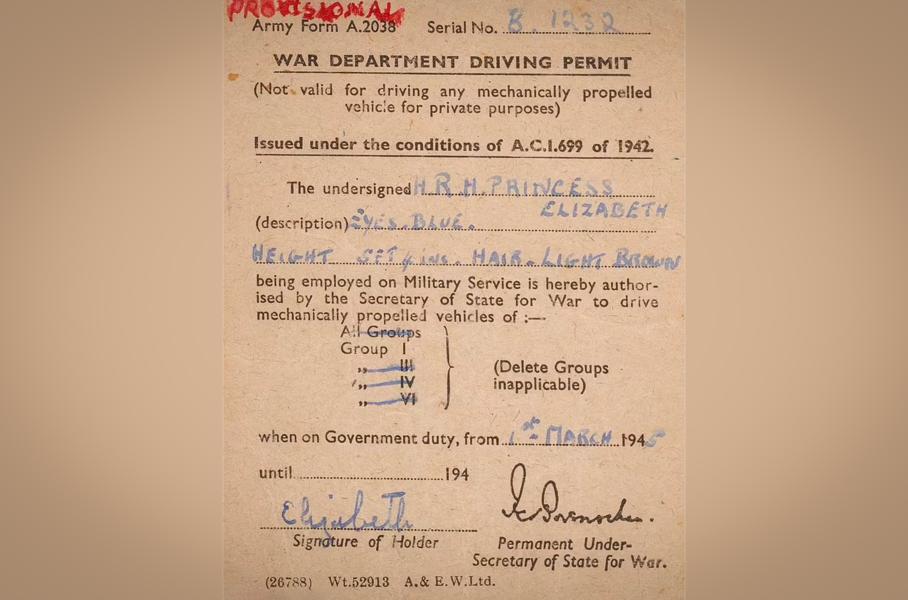 PROVISIONAL
Army Form A.2038 Serial No. B. 1232
WAR DEPARTMENT DRIVING PERMIT
(Not valid for driving any mechanically propelled
vehicle for private purposes)
Issued under the conditions of A.C.I.699 of 1942.
The undersigned H.R.H. PRINCESS
ELIZABETH
(description) EYES. BLUE.
HEIGHT 5FT ins. HAIR. LIGHT BROWN
being employed on Military Service is hereby author-
ised by the Secretary of State for War to drive
mechanically propelled vehicles of :—
All Groups
Group I
„ III
„ IV
„ VI
(Delete Groups
inapplicable)
when on Government duty, from 1st MARCH 1945
until 194
Elizabeth
Signature of Holder
Permanent Under-
Secretary of State for War.
(26788) Wt.52913 A.& E.W.Ltd.